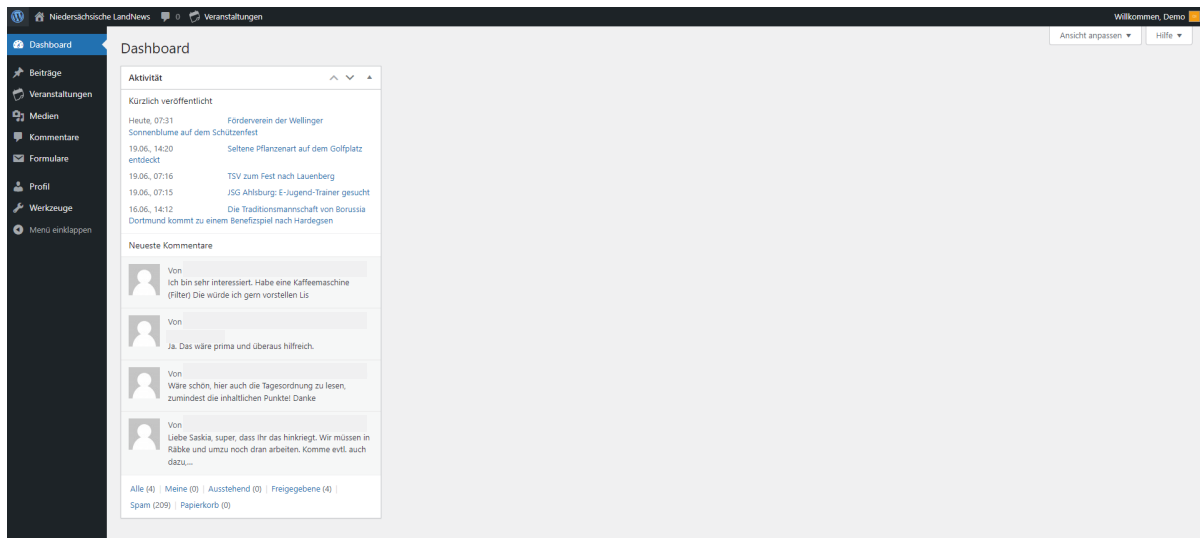 Niedersächsische LandNews 0 Veranstaltungen Willkommen, Demo
Ansicht anpassen Hilfe
Dashboard
Beiträge
Veranstaltungen
Medien
Kommentare
Formulare
Profil
Werkzeuge
Menü einklappen
Dashboard
Aktivität
Kürzlich veröffentlicht
Heute, 07:31 Förderverein der Wellinger
Sonnenblume auf dem Schützenfest
19.06., 14:20 Seltene Pflanzenart auf dem Golfplatz
entdeckt
19.06., 07:16 TSV zum Fest nach Lauenberg
19.06., 07:15 JSG Ahlsburg: E-Jugend-Trainer gesucht
16.06., 14:12 Die Traditionsmannschaft von Borussia
Dortmund kommt zu einem Benefizspiel nach Hardegsen
Neueste Kommentare
Von
Ich bin sehr interessiert. Habe eine Kaffeemaschine
(Filter) Die würde ich gern vorstellen Lis
Von
Ja. Das wäre prima und überaus hilfreich.
Von
Wäre schön, hier auch die Tagesordnung zu lesen,
zumindest die inhaltlichen Punkte! Danke
Von
Liebe Saskia, super, dass Ihr das hinkriegt. Wir müssen in
Räbke und umzu noch dran arbeiten. Komme evtl. auch
dazu,...
Alle (4) | Meine (0) | Ausstehend (0) | Freigegebene (4) |
Spam (209) | Papierkorb (0)